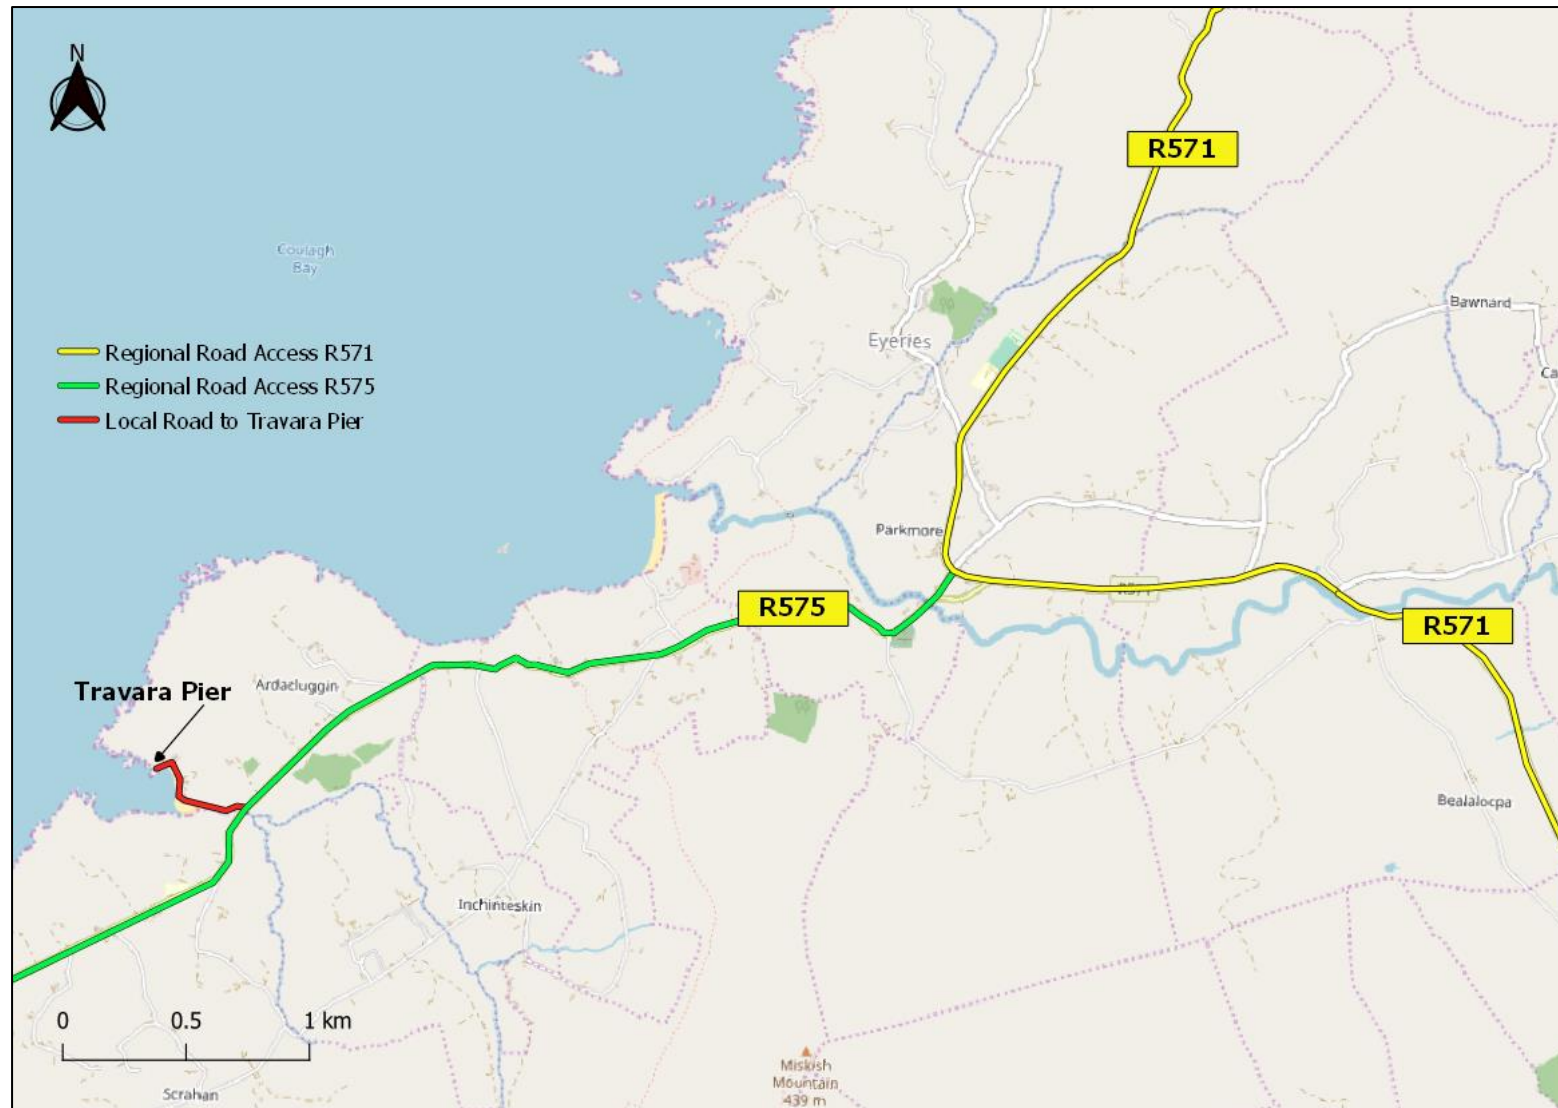 N
R571
Coulagh
Bay
Bawnard
Eyeries
Regional Road Access R571
Regional Road Access R575
Local Road to Travara Pier
Parkmore
R571
R575
R571
Travara Pier
Ardacluggin
Bealalocpa
Inchinteskin
0 0.5 1 km
Scrahan
Miskish
Mountain
439 m